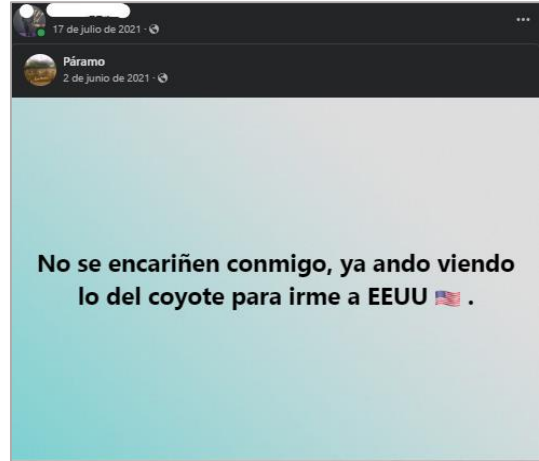 17 de julio de 2021 ·
Páramo
2 de junio de 2021 ·
No se encariñen conmigo, ya ando viendo
lo del coyote para irme a EEUU 🇺🇸 .